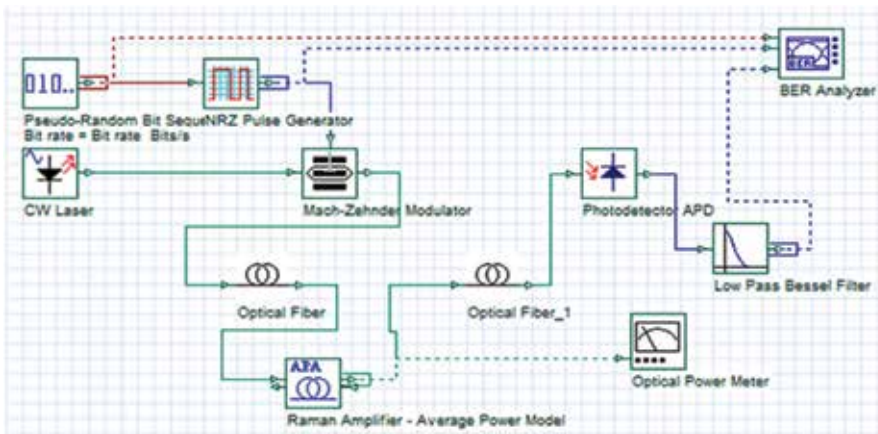 010..
BER
BER Analyzer
Pseudo-Random Bit SequeNRZ Pulse Generator
Bit rate = Bit rate Bits/s
CW Laser
Mach-Zehnder Modulator
Photodetector APD
Low Pass Bessel Filter
Optical Fiber
Optical Fiber_1
APA
Optical Power Meter
Raman Amplifier - Average Power Model